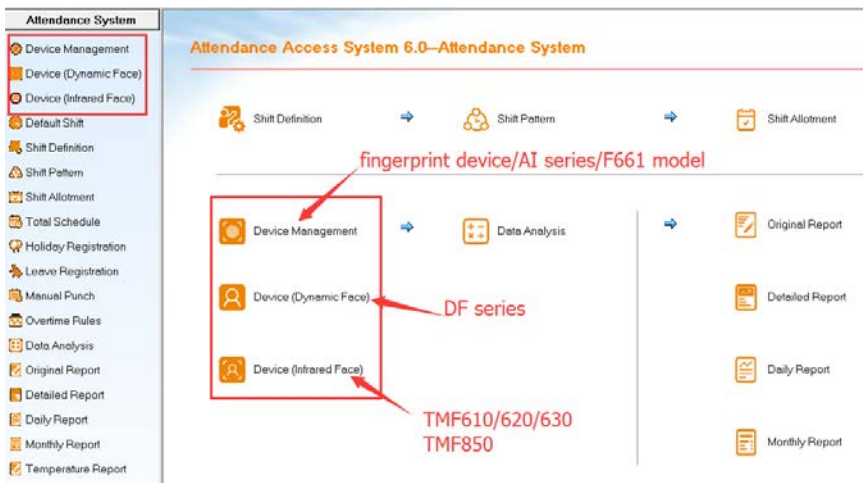 Attendance System
Device Management
Device (Dynamic Face)
Device (Infrared Face)
Default Shift
Shift Definition
Shift Pattern
Shift Allotment
Total Schedule
Holiday Registration
Leave Registration
Manual Punch
Overtime Rules
Data Analysis
Original Report
Detailed Report
Daily Report
Monthly Report
Temperature Report
Attendance Access System 6.0--Attendance System
Shift Definition
Shift Pattern
Shift Allotment
fingerprint device/AI series/F661 model
Device Management
Data Analysis
Original Report
Device (Dynamic Face)
DF series
Detailed Report
Device (Infrared Face)
Daily Report
TMF610/620/630
TMF850
Monthly Report